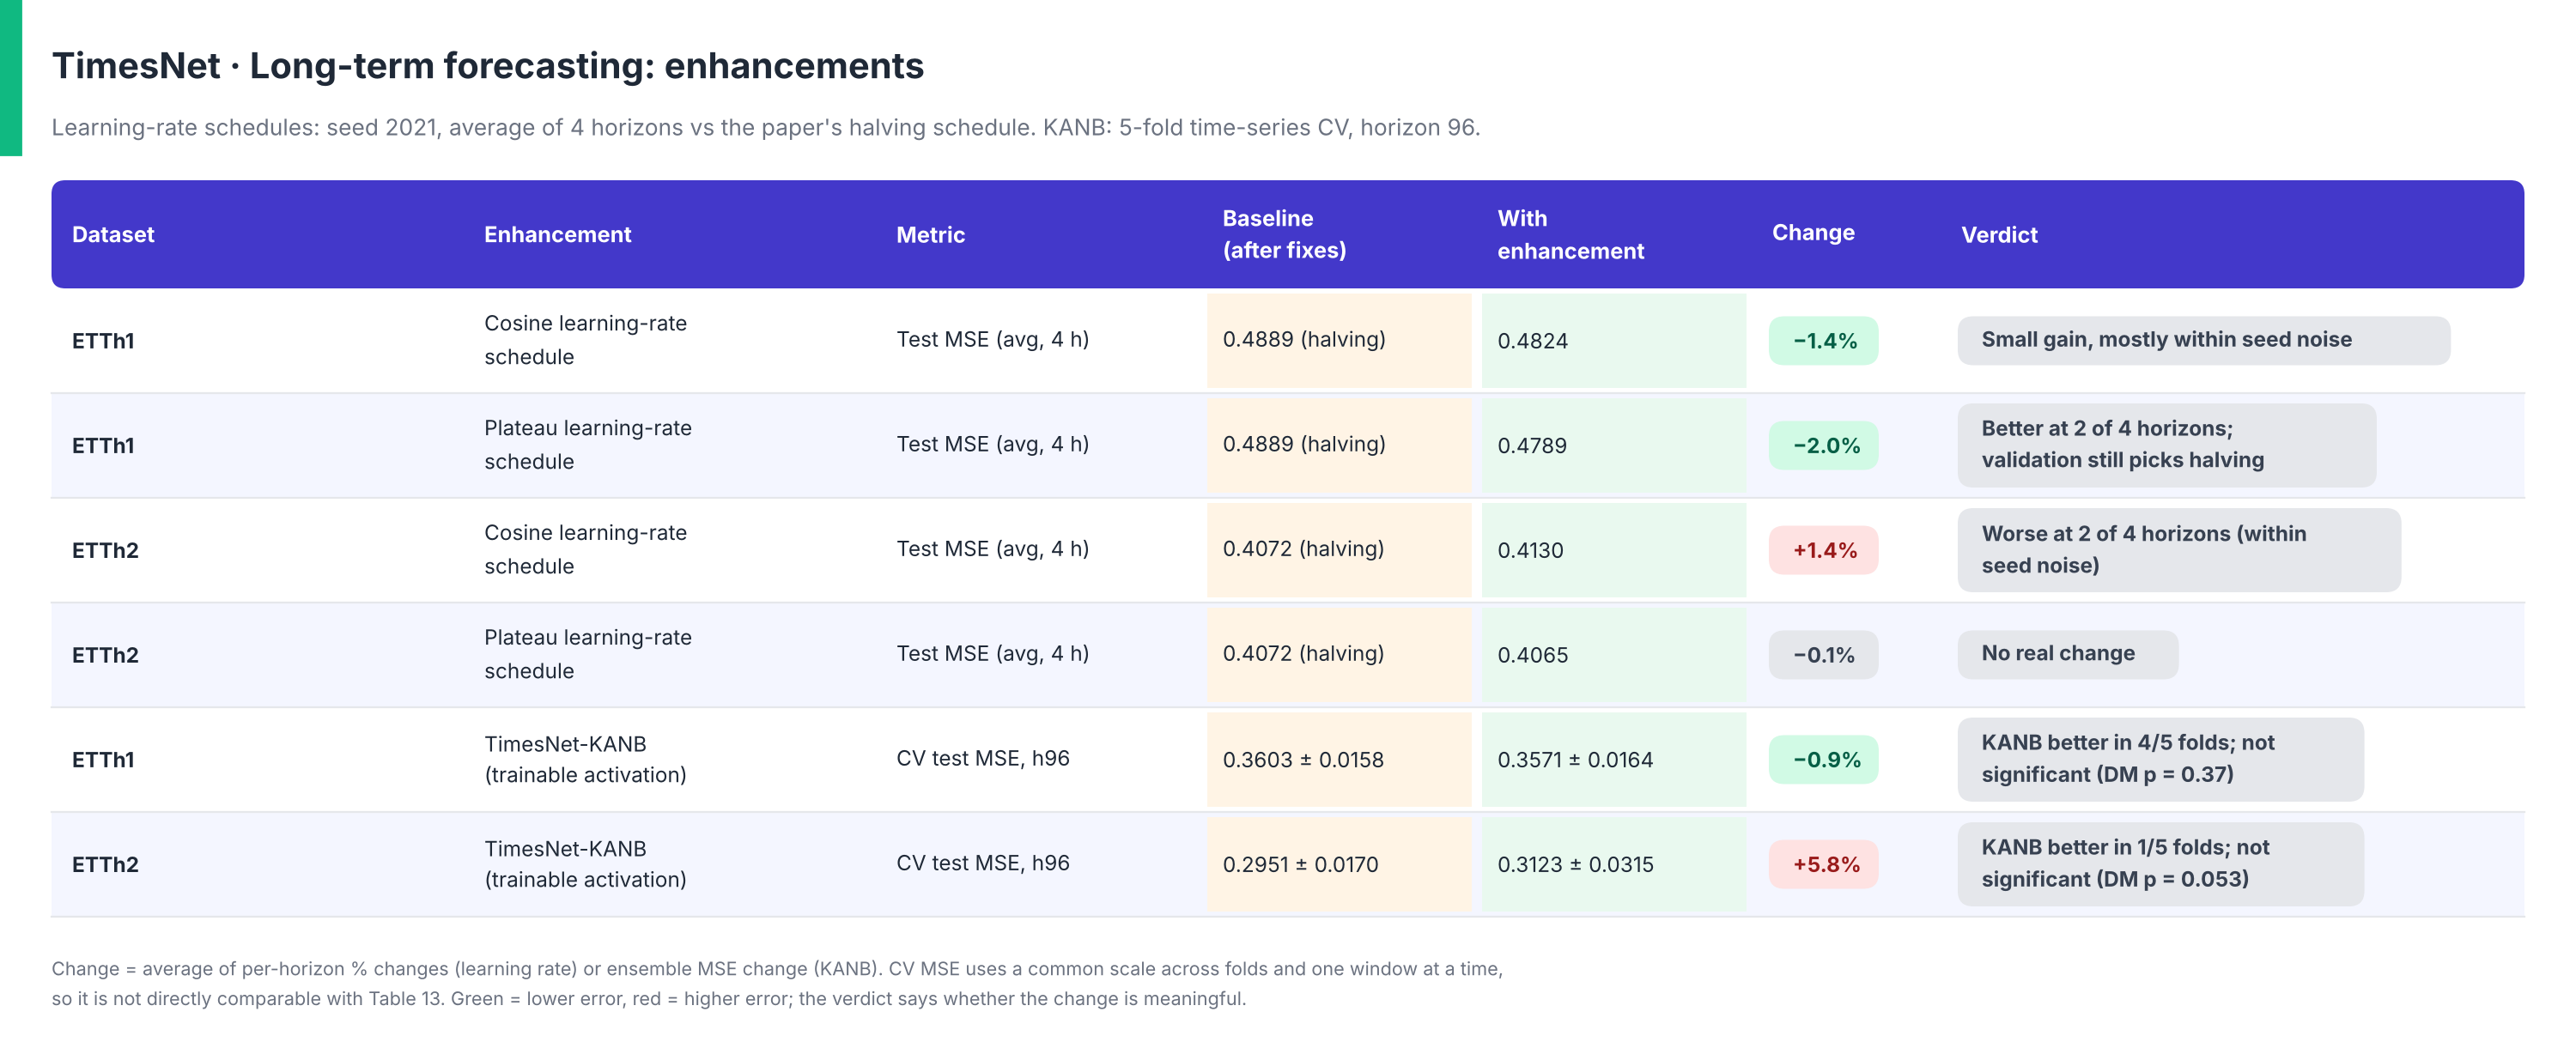 TimesNet · Long-term forecasting: enhancements
Learning-rate schedules: seed 2021, average of 4 horizons vs the paper's halving schedule. KANB: 5-fold time-series CV, horizon 96.
Dataset
Enhancement
Metric
Baseline
(after fixes)
With
enhancement
Change
Verdict
ETTh1
Cosine learning-rate
schedule
Test MSE (avg, 4 h)
0.4889 (halving)
0.4824
−1.4%
Small gain, mostly within seed noise
ETTh1
Plateau learning-rate
schedule
Test MSE (avg, 4 h)
0.4889 (halving)
0.4789
−2.0%
Better at 2 of 4 horizons;
validation still picks halving
ETTh2
Cosine learning-rate
schedule
Test MSE (avg, 4 h)
0.4072 (halving)
0.4130
+1.4%
Worse at 2 of 4 horizons (within
seed noise)
ETTh2
Plateau learning-rate
schedule
Test MSE (avg, 4 h)
0.4072 (halving)
0.4065
−0.1%
No real change
ETTh1
TimesNet-KANB
(trainable activation)
CV test MSE, h96
0.3603 ± 0.0158
0.3571 ± 0.0164
−0.9%
KANB better in 4/5 folds; not
significant (DM p = 0.37)
ETTh2
TimesNet-KANB
(trainable activation)
CV test MSE, h96
0.2951 ± 0.0170
0.3123 ± 0.0315
+5.8%
KANB better in 1/5 folds; not
significant (DM p = 0.053)
Change = average of per-horizon % changes (learning rate) or ensemble MSE change (KANB). CV MSE uses a common scale across folds and one window at a time,
so it is not directly comparable with Table 13. Green = lower error, red = higher error; the verdict says whether the change is meaningful.